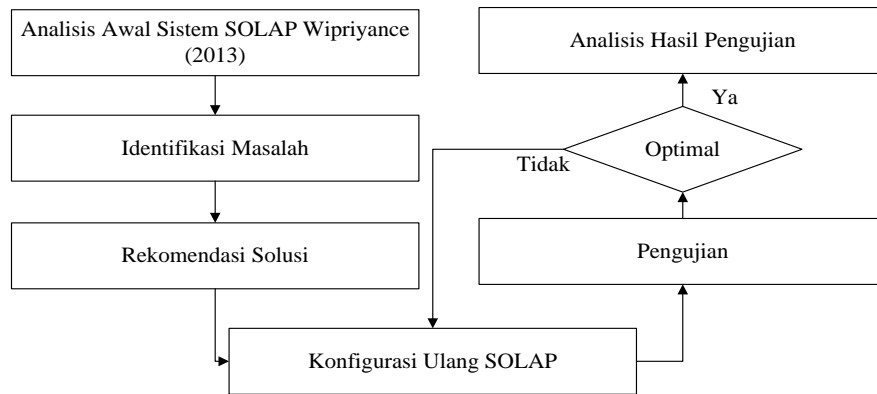 Analisis Awal Sistem SOLAP Wipriyance
(2013)
Identifikasi Masalah
Rekomendasi Solusi
Konfigurasi Ulang SOLAP
Pengujian
Optimal
Tidak
Ya
Analisis Hasil Pengujian